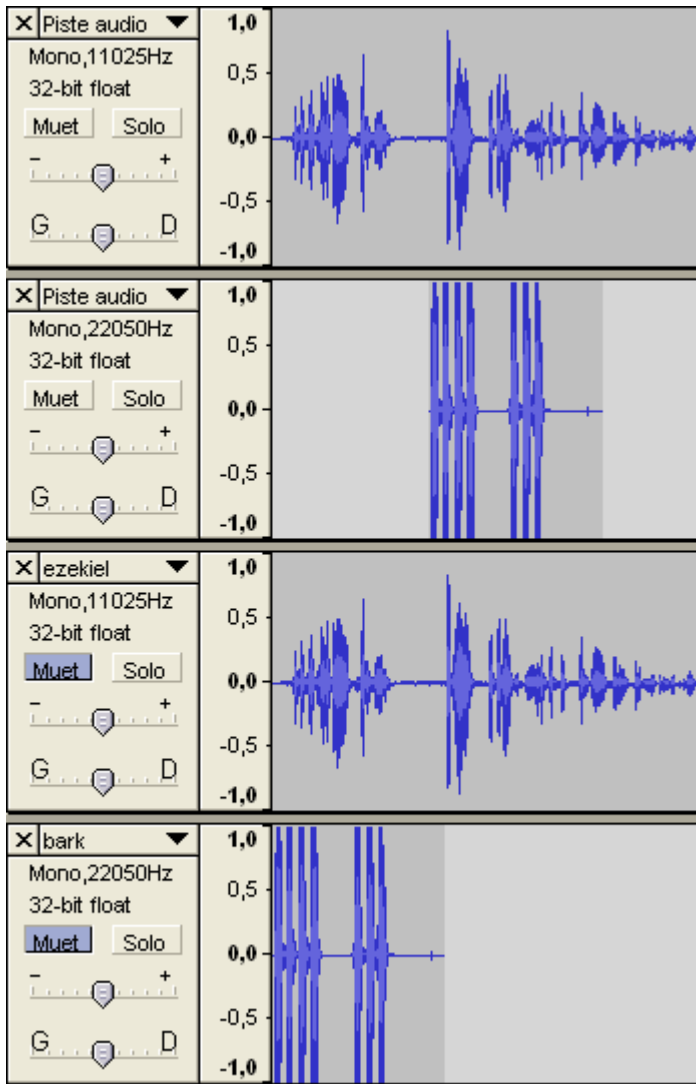 X Piste audio
Mono,11025Hz
32-bit float
Muet Solo
- +
G D
1,0
0,5
0,0
-0,5
-1,0
X Piste audio
Mono,22050Hz
32-bit float
Muet Solo
- +
G D
1,0
0,5
0,0
-0,5
-1,0
X ezekiel
Mono,11025Hz
32-bit float
Muet Solo
- +
G D
1,0
0,5
0,0
-0,5
-1,0
X bark
Mono,22050Hz
32-bit float
Muet Solo
- +
G D
1,0
0,5
0,0
-0,5
-1,0